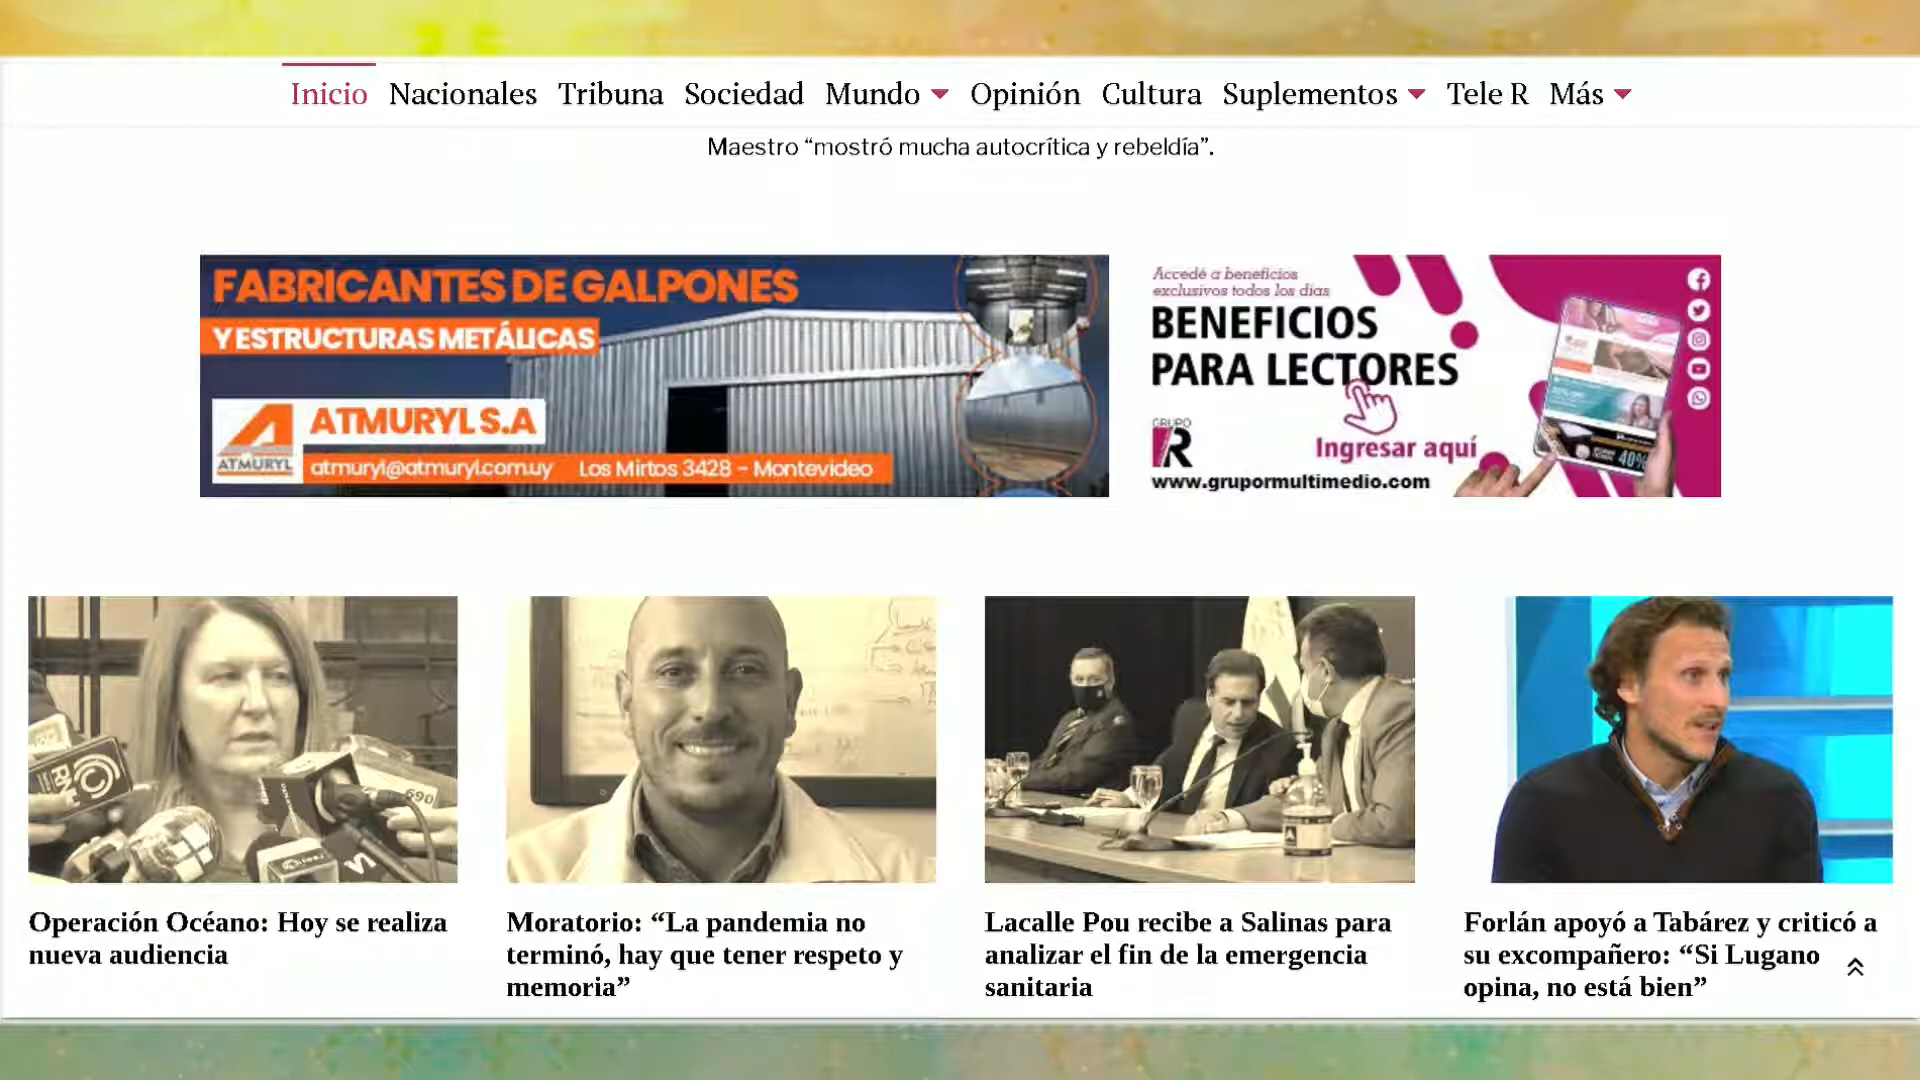 Inicio Nacionales Tribuna Sociedad Mundo Opinión Cultura Suplementos Tele R Más
Maestro “mostró mucha autocrítica y rebeldía”.
FABRICANTES DE GALPONES
Y ESTRUCTURAS METÁLICAS
ATMURYL S.A
ATMURYL
atmuryl@atmuryl.com.uy Los Mirtos 3428 - Montevideo
Accedé a beneficios
exclusivos todos los días
BENEFICIOS
PARA LECTORES
GRUPO
R
Ingresar aquí
www.grupormultimedio.com
40%
690
Operación Océano: Hoy se realiza
nueva audiencia
Moratorio: “La pandemia no
terminó, hay que tener respeto y
memoria”
Lacalle Pou recibe a Salinas para
analizar el fin de la emergencia
sanitaria
Forlán apoyó a Tabárez y criticó a
su excompañero: “Si Lugano
opina, no está bien”